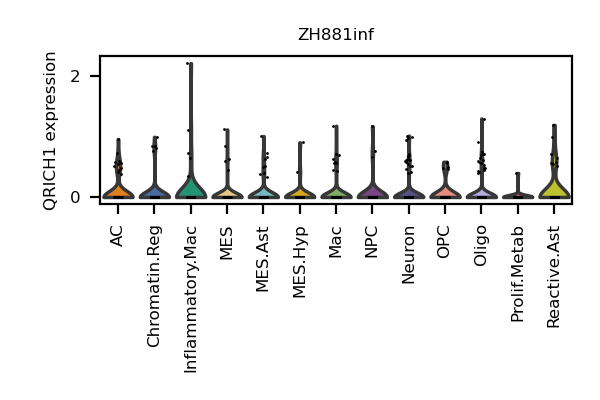 ZH881inf
QRICH1 expression
2
0
AC
Chromatin.Reg
Inflammatory.Mac
MES
MES.Ast
MES.Hyp
Mac
NPC
Neuron
OPC
Oligo
Prolif.Metab
Reactive.Ast